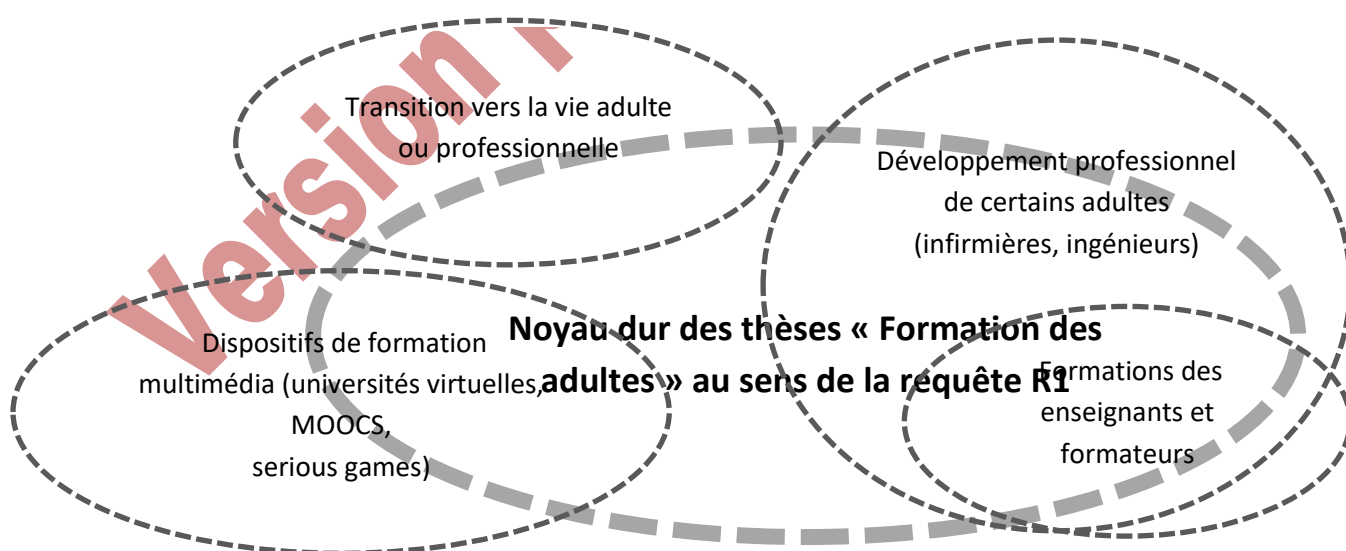 Version
Transition vers la vie adulte
ou professionnelle
Développement professionnel
de certains adultes
(infirmières, ingénieurs)
Noyau dur des thèses « Formation des
adultes » au sens de la requête R1
Dispositifs de formation
multimédia (universités virtuelles,
MOOCS,
serious games)
Formations des
enseignants et
formateurs